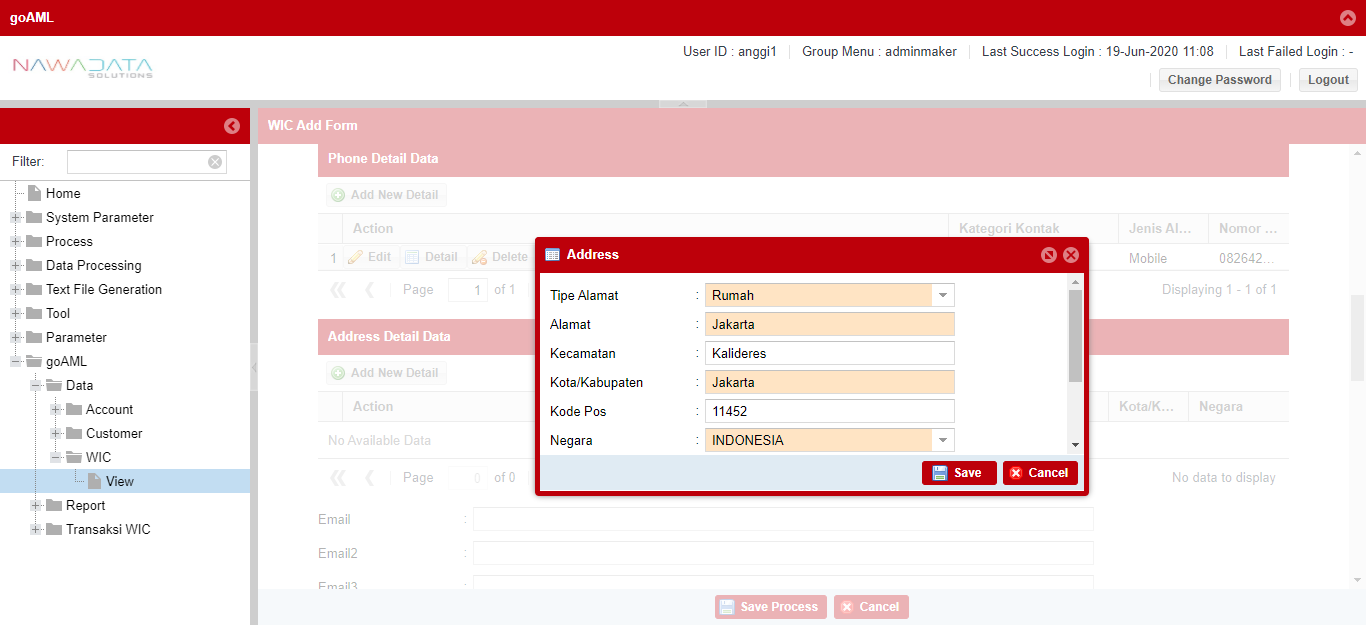 goAML
NAWADATA
SOLUTIONS
User ID : anggi1
Group Menu : adminmaker
Last Success Login : 19-Jun-2020 11:08
Last Failed Login : -
Change Password
Logout
Filter:
Home
System Parameter
Process
Data Processing
Text File Generation
Tool
Parameter
goAML
Data
Account
Customer
WIC
View
Report
Transaksi WIC
WIC Add Form
Phone Detail Data
Add New Detail
Action
Kategori Kontak
Jenis Al...
Nomor ...
1
Edit
Detail
Delete
Mobile
082642...
Page
1
of 1
Displaying 1 - 1 of 1
Address Detail Data
Add New Detail
Action
Kota/K...
Negara
No Available Data
Page
0
of 0
No data to display
Email :
Email2 :
Email3 :
Save Process
Cancel
Address
Tipe Alamat : Rumah
Alamat : Jakarta
Kecamatan : Kalideres
Kota/Kabupaten : Jakarta
Kode Pos : 11452
Negara : INDONESIA
Save
Cancel